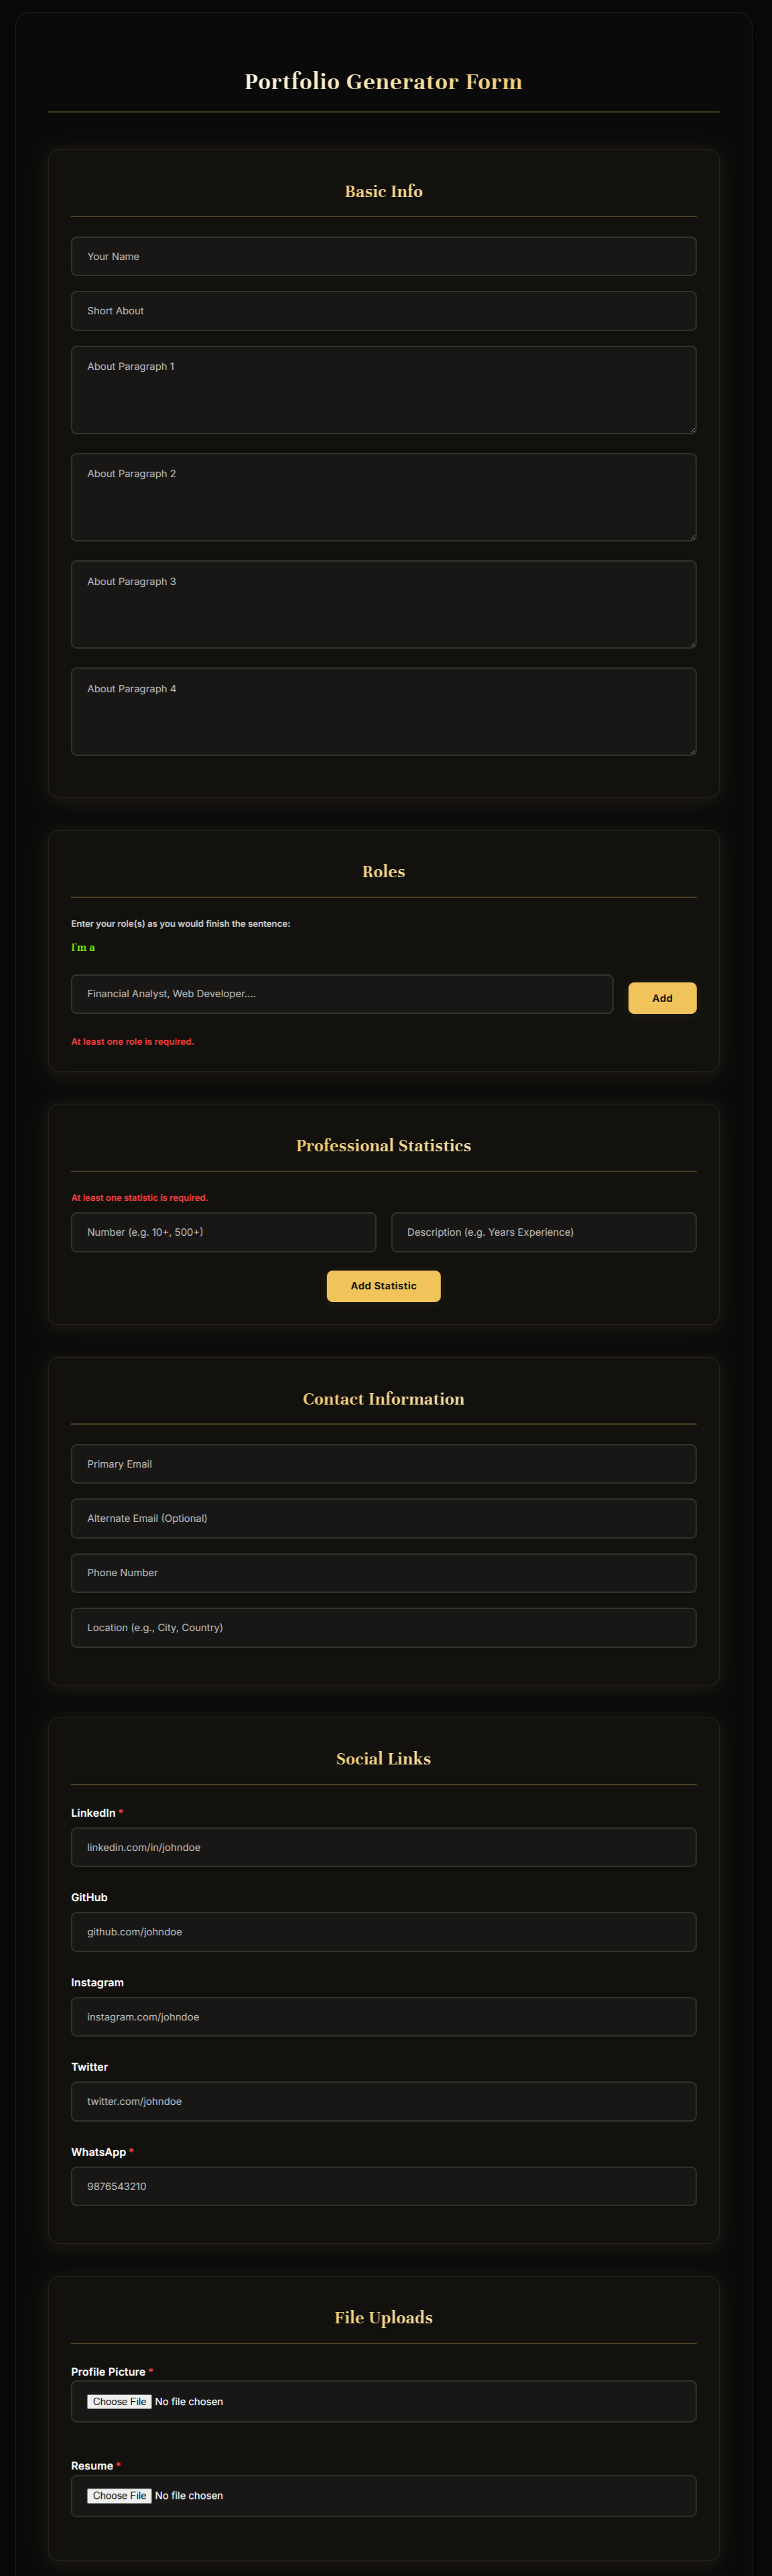 Portfolio Generator Form
Basic Info
Your Name
Short About
About Paragraph 1
About Paragraph 2
About Paragraph 3
About Paragraph 4
Roles
Enter your role(s) as you would finish the sentence:
I'm a
Financial Analyst, Web Developer....
Add
At least one role is required.
Professional Statistics
At least one statistic is required.
Number (e.g. 10+, 500+)
Description (e.g. Years Experience)
Add Statistic
Contact Information
Primary Email
Alternate Email (Optional)
Phone Number
Location (e.g., City, Country)
Social Links
LinkedIn *
linkedin.com/in/johndoe
GitHub
github.com/johndoe
Instagram
instagram.com/johndoe
Twitter
twitter.com/johndoe
WhatsApp *
9876543210
File Uploads
Profile Picture *
Choose File No file chosen
Resume *
Choose File No file chosen